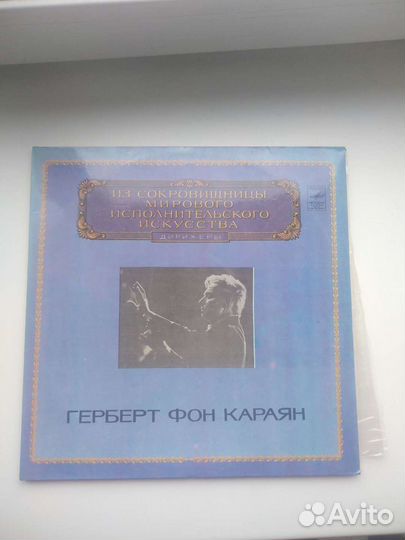 ИЗ СОКРОВИЩНИЦЫ
МИРОВОГО
ИСПОЛНИТЕЛЬСКОГО
ИСКУССТВА
ДИРИЖЕРЫ
ГЕРБЕРТ ФОН КАРАЯН
Avito